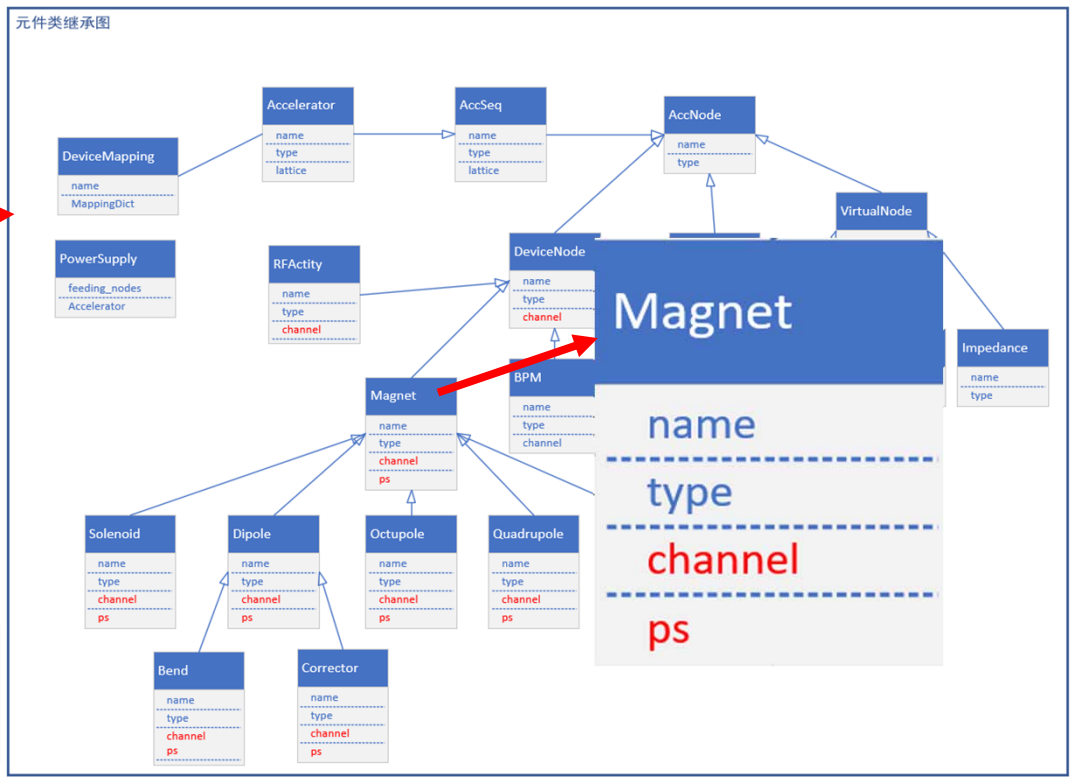 元件类继承图
Accelerator
name
type
lattice
AccSeq
name
type
lattice
AccNode
name
type
DeviceMapping
name
MappingDict
VirtualNode
PowerSupply
feeding_nodes
Accelerator
RFActity
name
type
channel
DeviceNode
name
type
channel
Magnet
name
type
channel
ps
Impedance
name
type
BPM
name
type
channel
Magnet
name
type
channel
ps
Solenoid
name
type
channel
ps
Dipole
name
type
channel
ps
Octupole
name
type
channel
ps
Quadrupole
name
type
channel
ps
Bend
name
type
channel
ps
Corrector
name
type
channel
ps